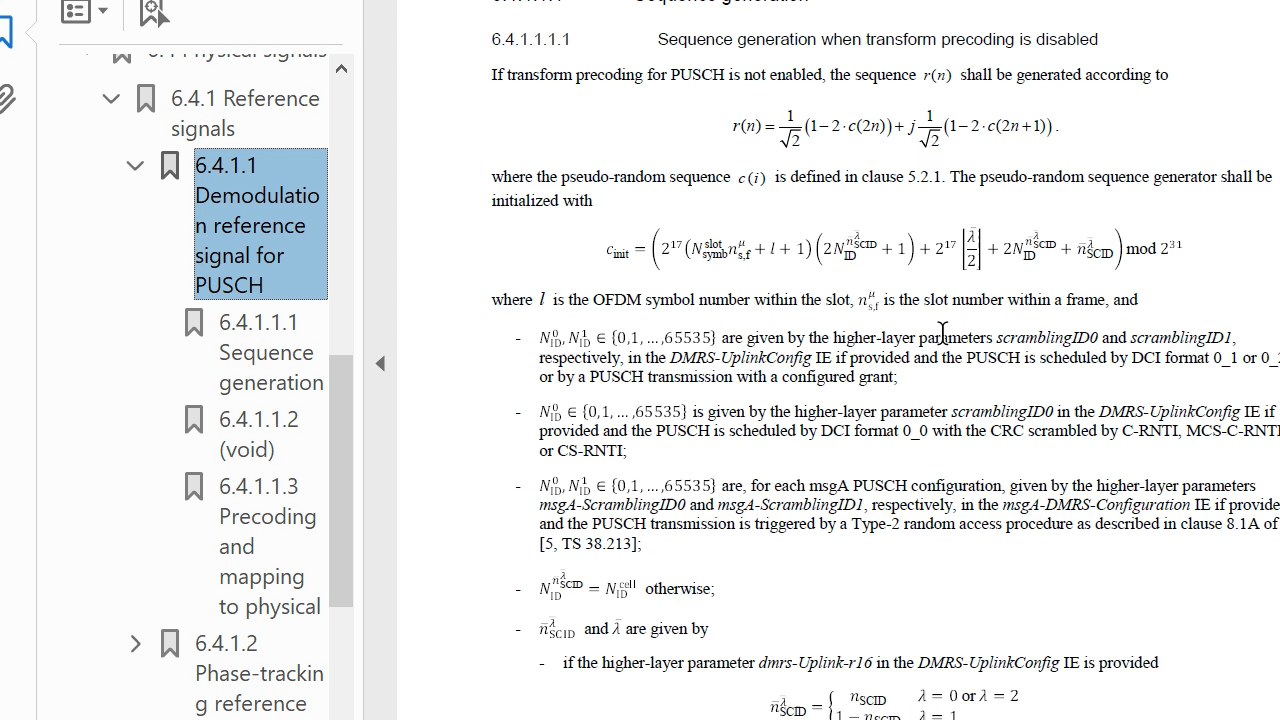 6.4.1 Reference
signals
6.4.1.1
Demodulatio
n reference
signal for
PUSCH
6.4.1.1.1
Sequence
generation
6.4.1.1.2
(void)
6.4.1.1.3
Precoding
and
mapping
to physical
6.4.1.2
Phase-trackin
g reference
6.4.1.1.1.1 Sequence generation when transform precoding is disabled
If transform precoding for PUSCH is not enabled, the sequence r(n) shall be generated according to
r(n) = 1/√2 (1−2·c(2n)) + j 1/√2 (1−2·c(2n+1)).
where the pseudo-random sequence c(i) is defined in clause 5.2.1. The pseudo-random sequence generator shall be
initialized with
c_init = (2^17 (N_symb^slot n_s,f^μ + l + 1)(2N_ID^(n̄_SCID^λ̄) + 1) + 2^17 ⌊λ̄/2⌋ + 2N_ID^(n̄_SCID^λ̄) + n̄_SCID^λ̄) mod 2^31
where l is the OFDM symbol number within the slot, n_s,f^μ is the slot number within a frame, and
- N_ID^0, N_ID^1 ∈ {0,1, … ,65535} are given by the higher-layer parameters scramblingID0 and scramblingID1,
respectively, in the DMRS-UplinkConfig IE if provided and the PUSCH is scheduled by DCI format 0_1 or 0_2
or by a PUSCH transmission with a configured grant;
- N_ID^0 ∈ {0,1, … ,65535} is given by the higher-layer parameter scramblingID0 in the DMRS-UplinkConfig IE if
provided and the PUSCH is scheduled by DCI format 0_0 with the CRC scrambled by C-RNTI, MCS-C-RNTI
or CS-RNTI;
- N_ID^0, N_ID^1 ∈ {0,1, … ,65535} are, for each msgA PUSCH configuration, given by the higher-layer parameters
msgA-ScramblingID0 and msgA-ScramblingID1, respectively, in the msgA-DMRS-Configuration IE if provide
and the PUSCH transmission is triggered by a Type-2 random access procedure as described in clause 8.1A of
[5, TS 38.213];
- N_ID^(n̄_SCID^λ̄) = N_ID^cell otherwise;
- n̄_SCID^λ̄ and λ̄ are given by
- if the higher-layer parameter dmrs-Uplink-r16 in the DMRS-UplinkConfig IE is provided
n̄_SCID^λ̄ = { n_SCID λ = 0 or λ = 2
1 − n_SCID λ = 1